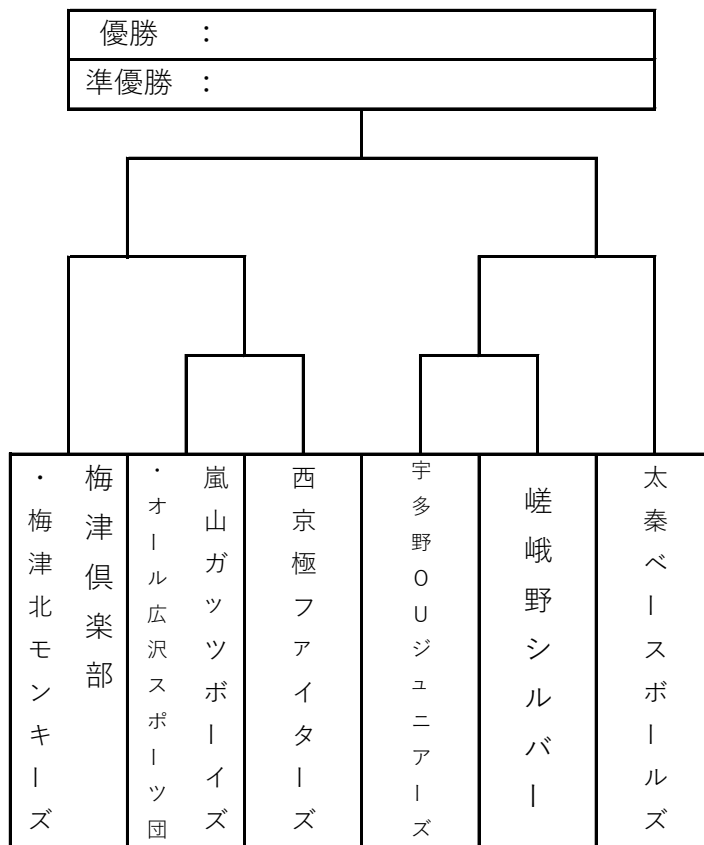 優勝　：
準優勝　：
梅津倶楽部
・梅津北モンキーズ
嵐山ガッツボーイズ
・オール広沢スポーツ団
西京極ファイターズ
宇多野OUジュニアーズ
嵯峨野シルバー
太秦ベースボールズ